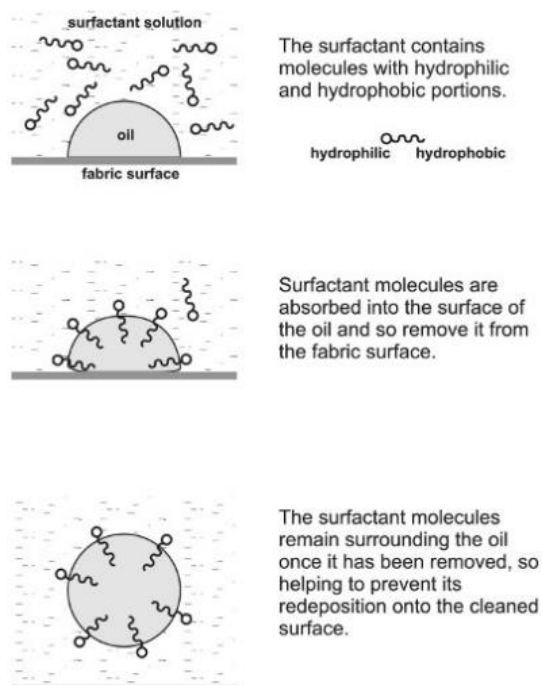 surfactant solution
oil
fabric surface
The surfactant contains
molecules with hydrophilic
and hydrophobic portions.
hydrophilic hydrophobic
Surfactant molecules are
absorbed into the surface of
the oil and so remove it from
the fabric surface.
The surfactant molecules
remain surrounding the oil
once it has been removed, so
helping to prevent its
redeposition onto the cleaned
surface.